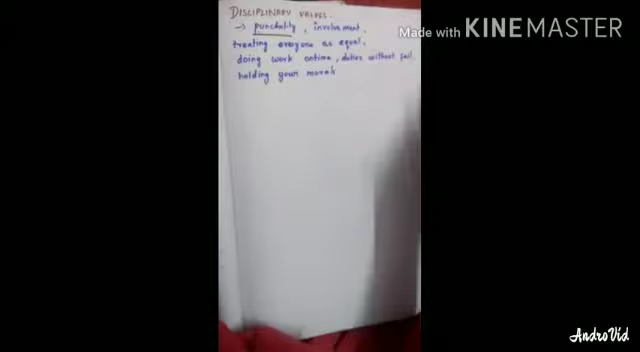 DISCIPLINARY VALUES.
→ punctuality, involvement,
treating everyone as equal,
doing work ontime, duties without fail
holding your morals
Made with KINEMASTER
AndroVid